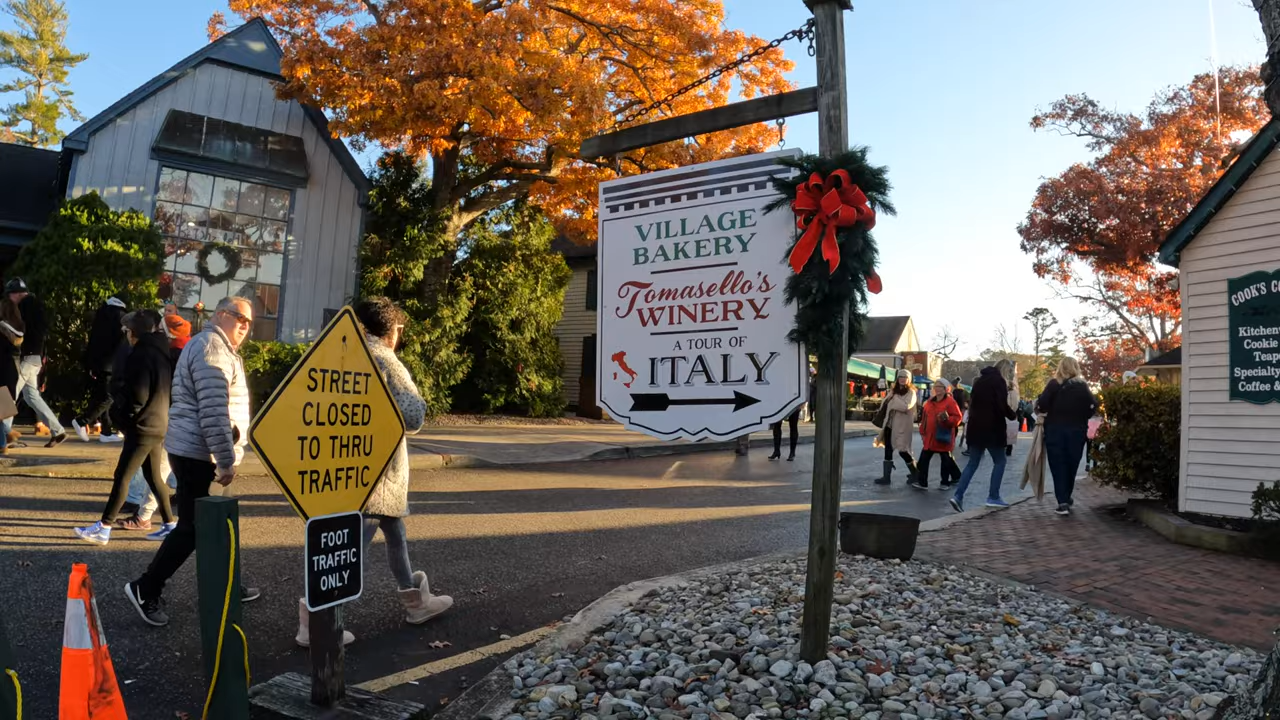 STREET
CLOSED
TO THRU
TRAFFIC
FOOT
TRAFFIC
ONLY
VILLAGE
BAKERY
Tomasello's
WINERY
A TOUR OF
ITALY
COOK'S
Kitchen
Cookie
Specialty
Coffee &